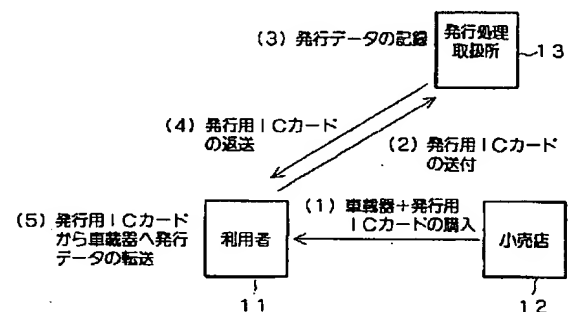 発行処理
取扱所
13
(3) 発行データの記録
(4) 発行用ICカード
の返送
(2) 発行用ICカード
の送付
(1) 車載器+発行用
ICカードの購入
(5) 発行用ICカード
から車載器へ発行
データの転送
利用者
11
小売店
12